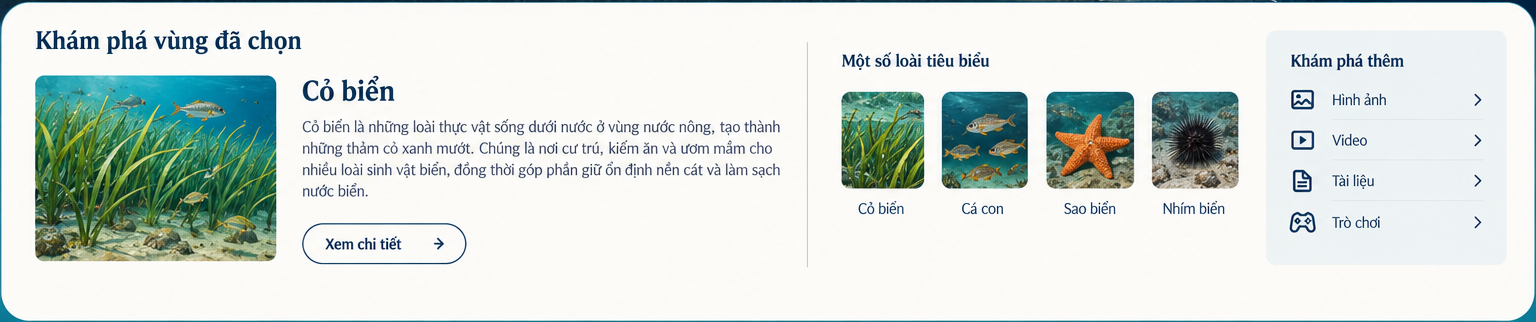 Khám phá vùng đã chọn
Cỏ biển
Cỏ biển là những loài thực vật sống dưới nước ở vùng nước nông, tạo thành
những thảm cỏ xanh mướt. Chúng là nơi cư trú, kiếm ăn và ươm mầm cho
nhiều loài sinh vật biển, đồng thời góp phần giữ ổn định nền cát và làm sạch
nước biển.
Xem chi tiết
Một số loài tiêu biểu
Cỏ biển
Cá con
Sao biển
Nhím biển
Khám phá thêm
Hình ảnh
Video
Tài liệu
Trò chơi